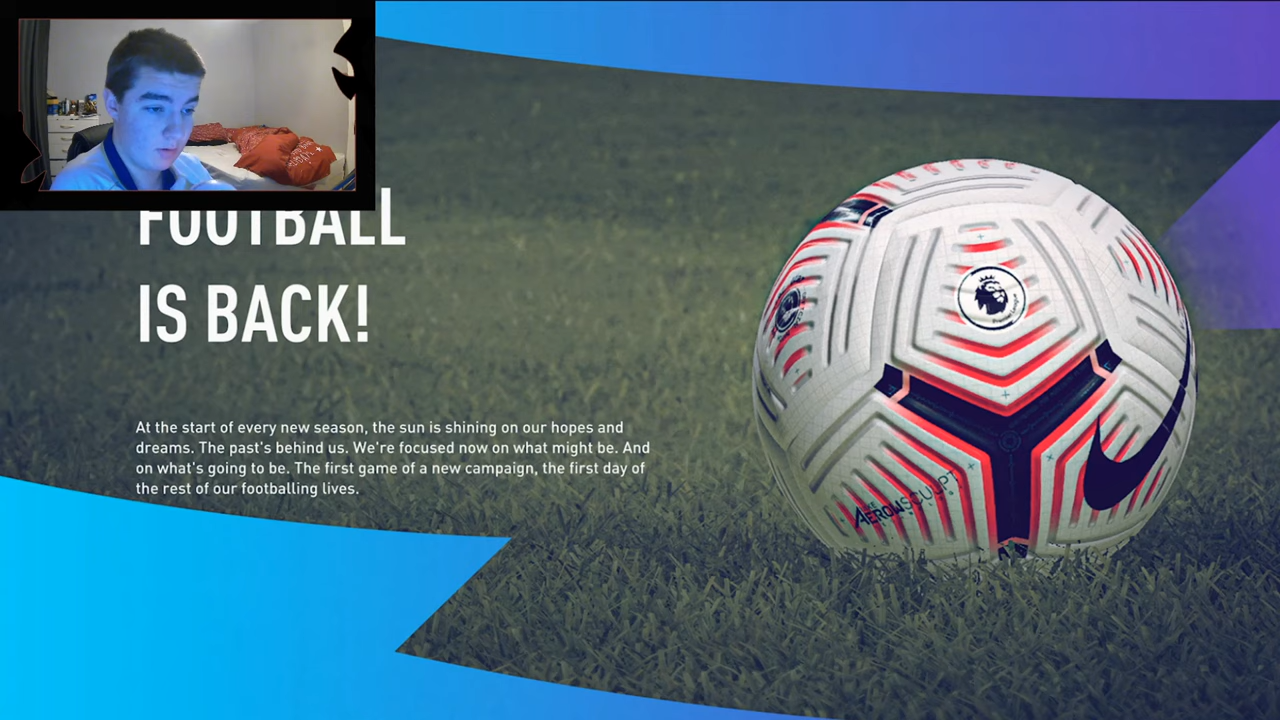 FOOTBALL
IS BACK!
At the start of every new season, the sun is shining on our hopes and
dreams. The past's behind us. We're focused now on what might be. And
on what's going to be. The first game of a new campaign, the first day of
the rest of our footballing lives.
Premier League
AEROWSCULPT